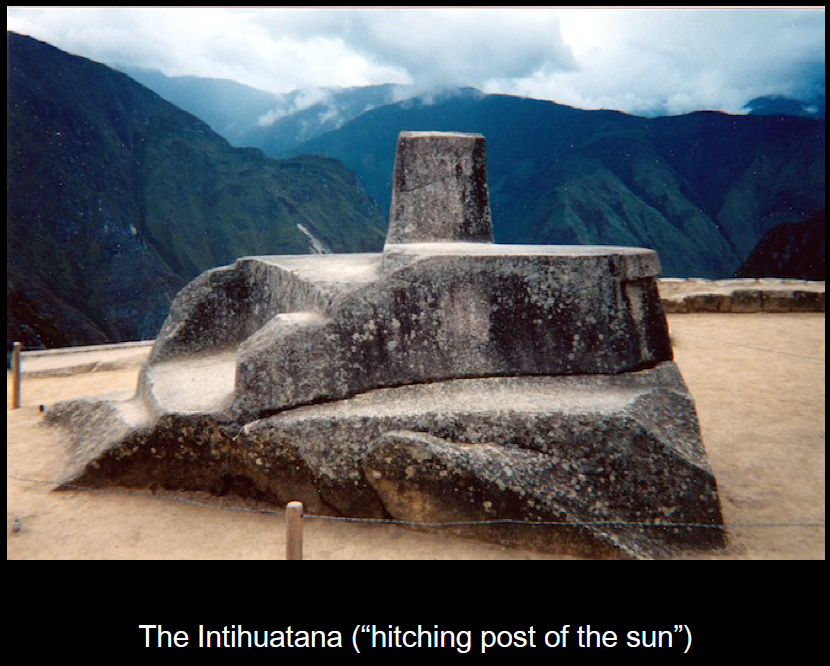 The Intihuatana (“hitching post of the sun”)